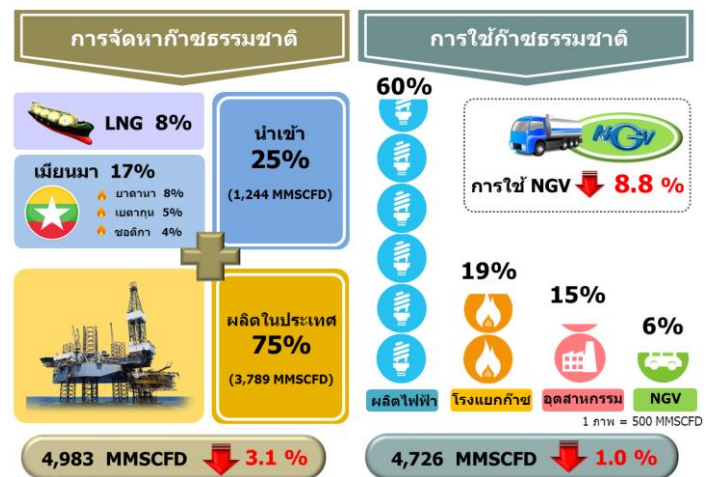 การจัดหาก๊าซธรรมชาติ
LNG 8%
เมียนมา 17%
ยาดานา 8%
เยตากุน 5%
ซอติกา 4%
นำเข้า
25%
(1,244 MMSCFD)
ผลิตในประเทศ
75%
(3,789 MMSCFD)
4,983 MMSCFD 3.1 %
การใช้ก๊าซธรรมชาติ
60%
NGV
การใช้ NGV 8.8 %
19%
15%
6%
ผลิตไฟฟ้า
โรงแยกก๊าซ
อุตสาหกรรม
NGV
1 ภาพ = 500 MMSCFD
4,726 MMSCFD 1.0 %